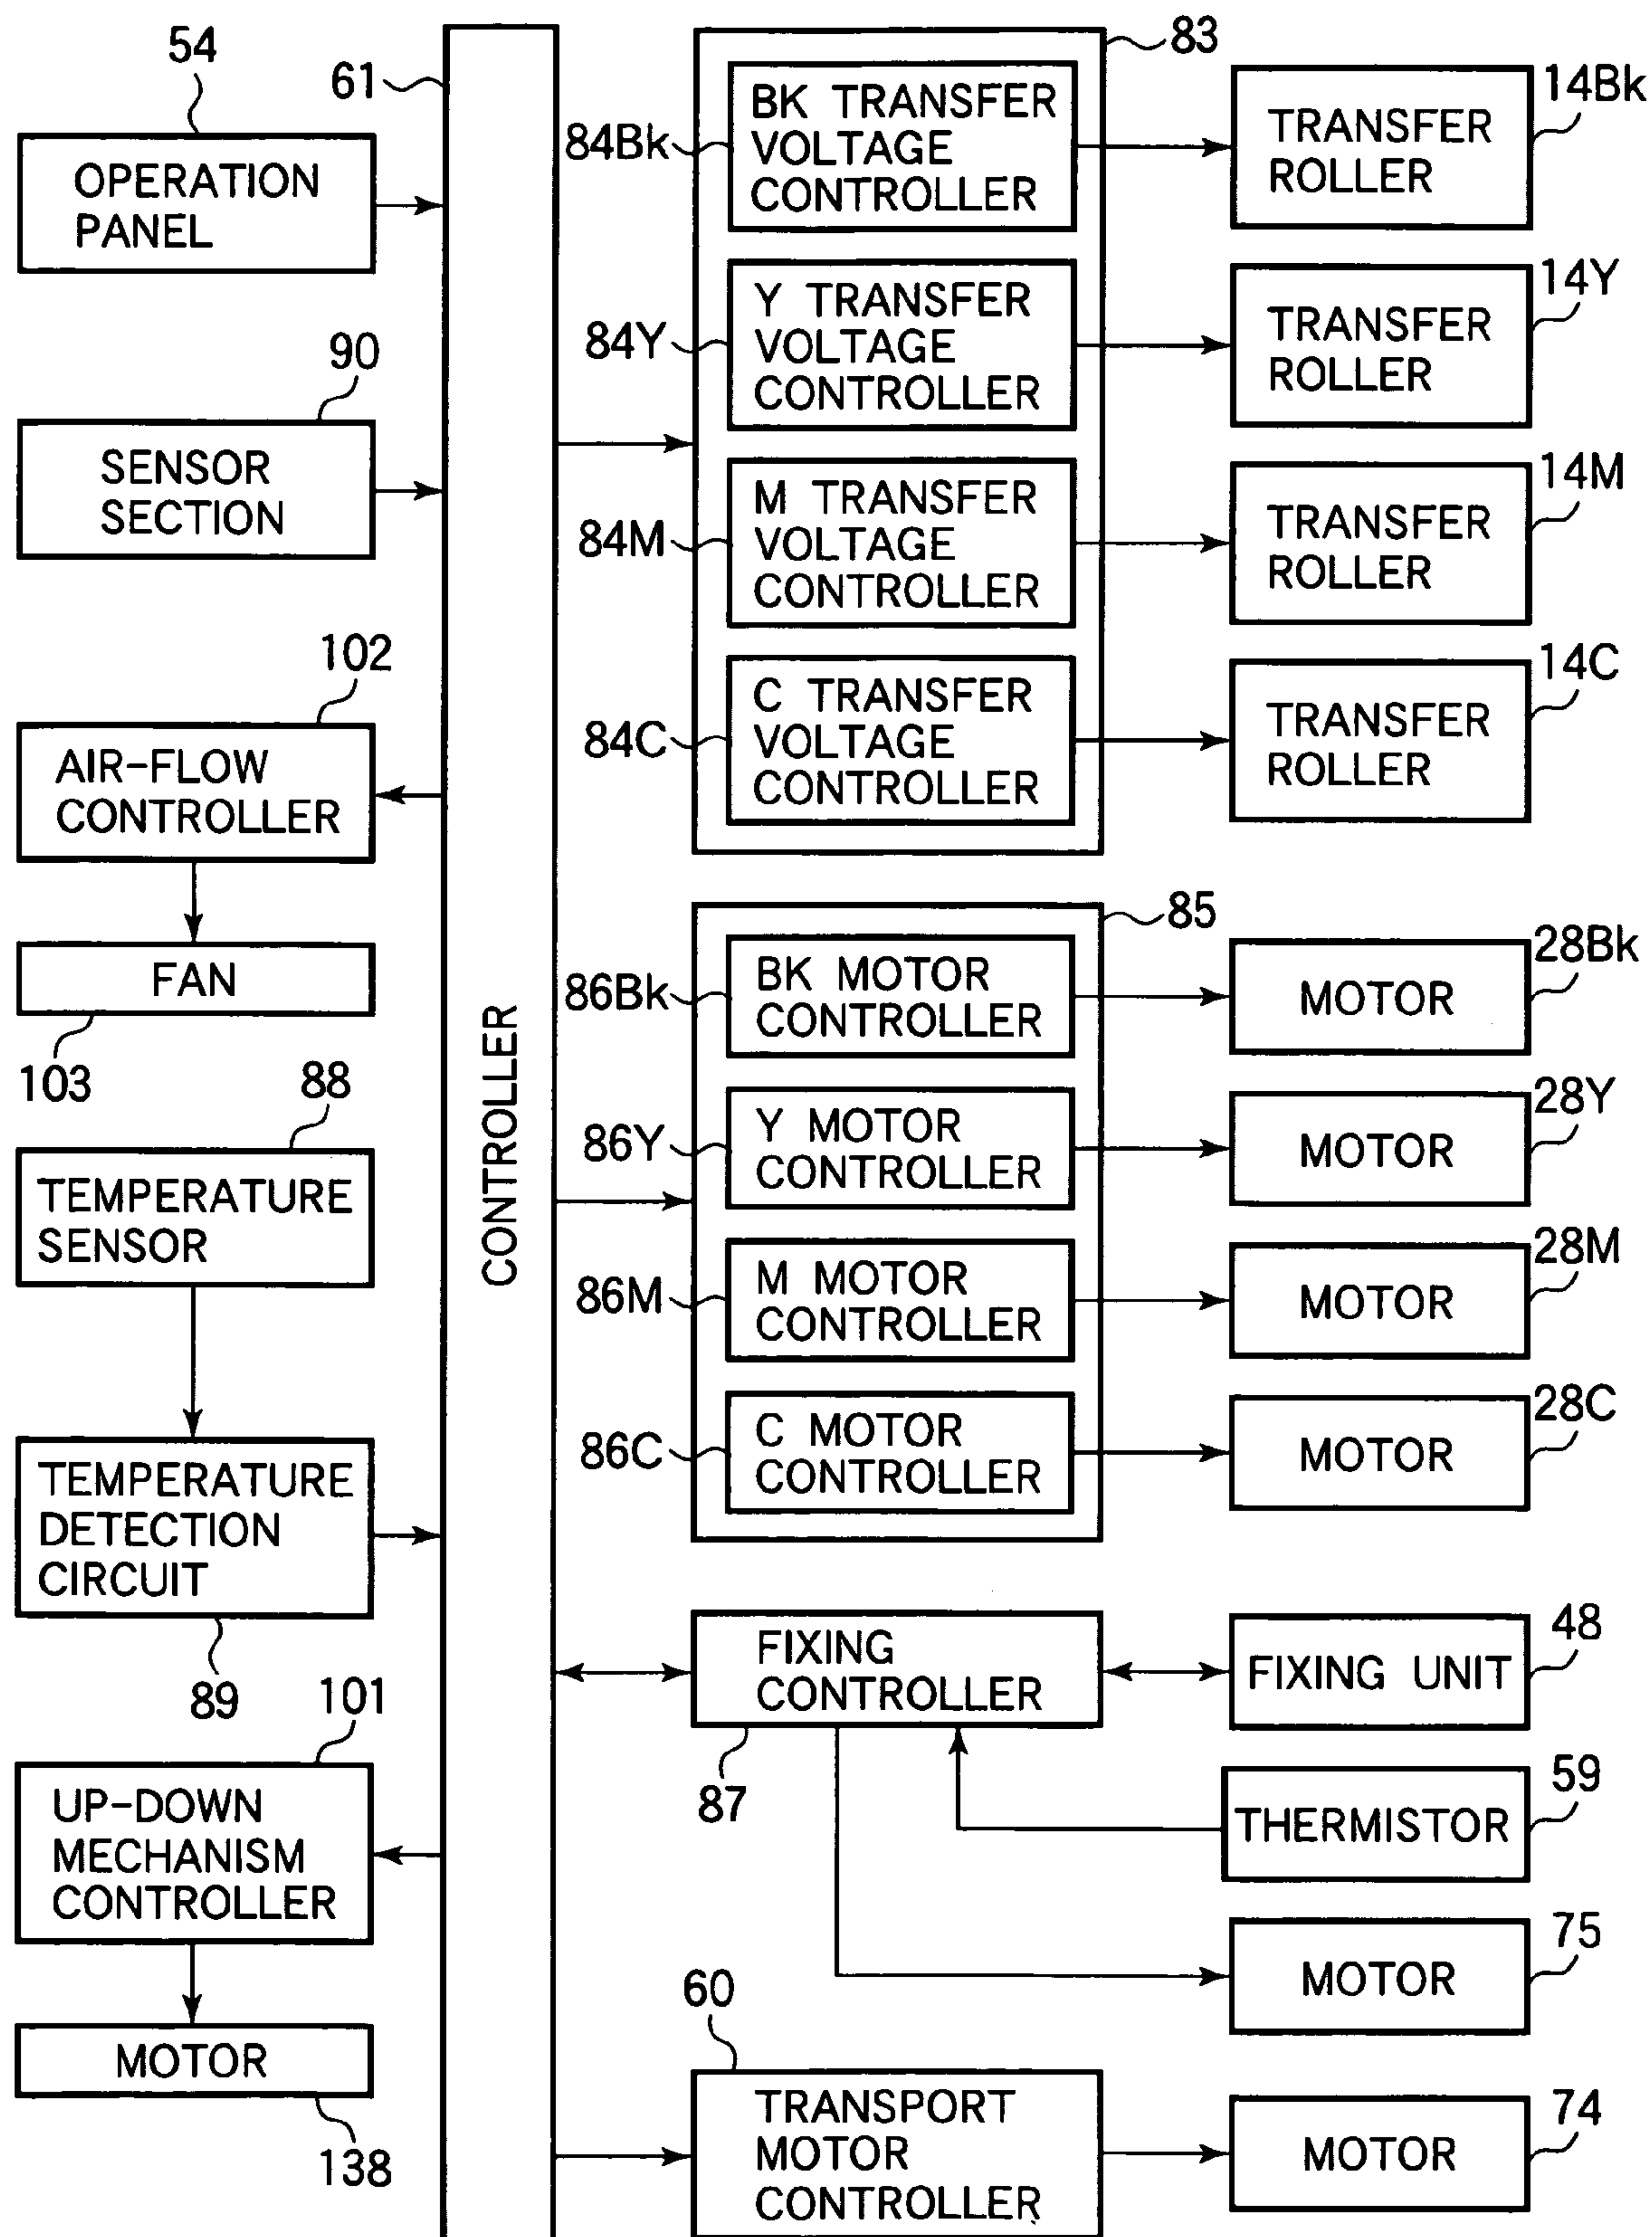 54
OPERATION
PANEL
90
SENSOR
SECTION
102
AIR-FLOW
CONTROLLER
FAN
103
88
TEMPERATURE
SENSOR
TEMPERATURE
DETECTION
CIRCUIT
89
101
UP-DOWN
MECHANISM
CONTROLLER
MOTOR
138
61
CONTROLLER
83
84Bk
BK TRANSFER
VOLTAGE
CONTROLLER
TRANSFER
ROLLER
14Bk
84Y
Y TRANSFER
VOLTAGE
CONTROLLER
TRANSFER
ROLLER
14Y
84M
M TRANSFER
VOLTAGE
CONTROLLER
TRANSFER
ROLLER
14M
84C
C TRANSFER
VOLTAGE
CONTROLLER
TRANSFER
ROLLER
14C
85
86Bk
BK MOTOR
CONTROLLER
MOTOR
28Bk
86Y
Y MOTOR
CONTROLLER
MOTOR
28Y
86M
M MOTOR
CONTROLLER
MOTOR
28M
86C
C MOTOR
CONTROLLER
MOTOR
28C
FIXING
CONTROLLER
87
FIXING UNIT
48
THERMISTOR
59
MOTOR
75
60
TRANSPORT
MOTOR
CONTROLLER
MOTOR
74